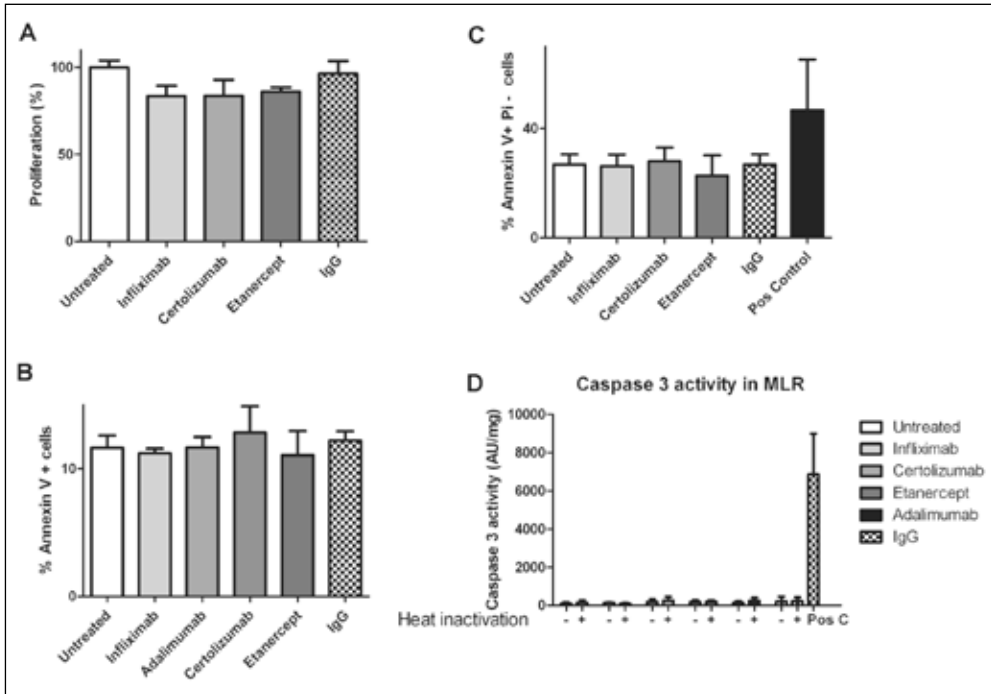 A
Proliferation (%)
100
50
0
Untreated
Infliximab
Certolizumab
Etanercept
IgG
C
% Annexin V+ Pi - cells
40
0
Untreated
Infliximab
Certolizumab
Etanercept
IgG
Pos Control
B
% Annexin V + cells
10
0
Untreated
Infliximab
Adalimumab
Certolizumab
Etanercept
IgG
D
Caspase 3 activity in MLR
Caspase 3 activity (AU/mg)
10000
8000
6000
4000
2000
0
Heat inactivation - + - + - + - + - + - + Pos C
Untreated
Infliximab
Certolizumab
Etanercept
Adalimumab
IgG